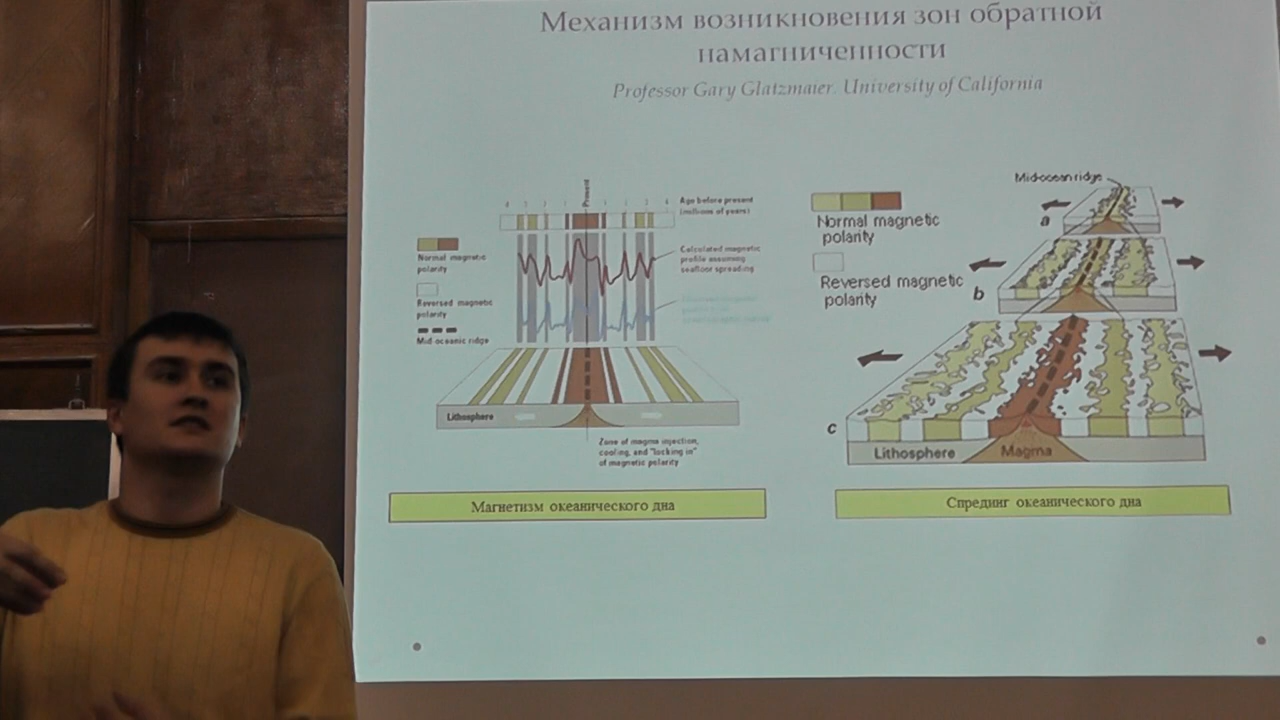 Механизм возникновения зон обратной
намагниченности
Professor Gary Glatzmaier. University of California
Present
Age before present
(millions of years)
Normal magnetic
polarity
Reversed magnetic
polarity
Mid oceanic ridge
Calculated magnetic
profile assuming
seafloor spreading
Lithosphere
Zone of magma injection,
cooling, and "locking in"
of magnetic polarity
Магнетизм океанического дна
Normal magnetic
polarity
Reversed magnetic
polarity
Mid-ocean ridge
a
b
c
Lithosphere
Magma
Спрединг океанического дна